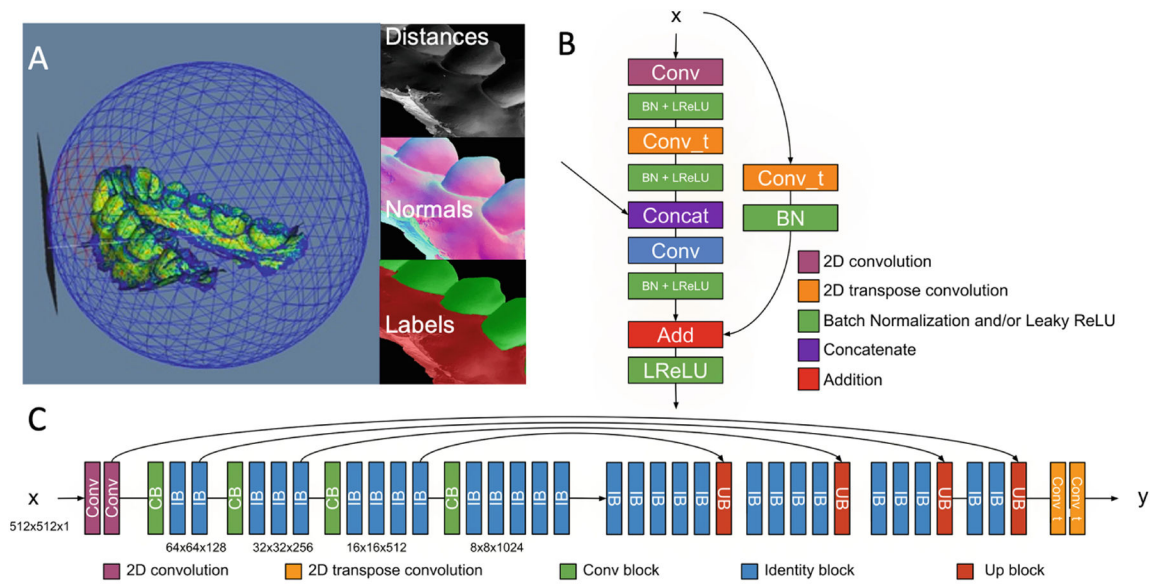 A
Distances
Normals
Labels
B
x
Conv
BN + LReLU
Conv_t
BN + LReLU
Concat
Conv
BN + LReLU
Add
LReLU
Conv_t
BN
2D convolution
2D transpose convolution
Batch Normalization and/or Leaky ReLU
Concatenate
Addition
C
x
512x512x1
Conv
Conv
CB
IB
IB
CB
IB
IB
IB
CB
IB
IB
IB
IB
CB
IB
IB
IB
IB
IB
IB
IB
IB
IB
IB
UB
IB
IB
IB
IB
UB
IB
IB
IB
UB
IB
IB
UB
Conv_t
Conv_t
y
64x64x128
32x32x256
16x16x512
8x8x1024
2D convolution
2D transpose convolution
Conv block
Identity block
Up block